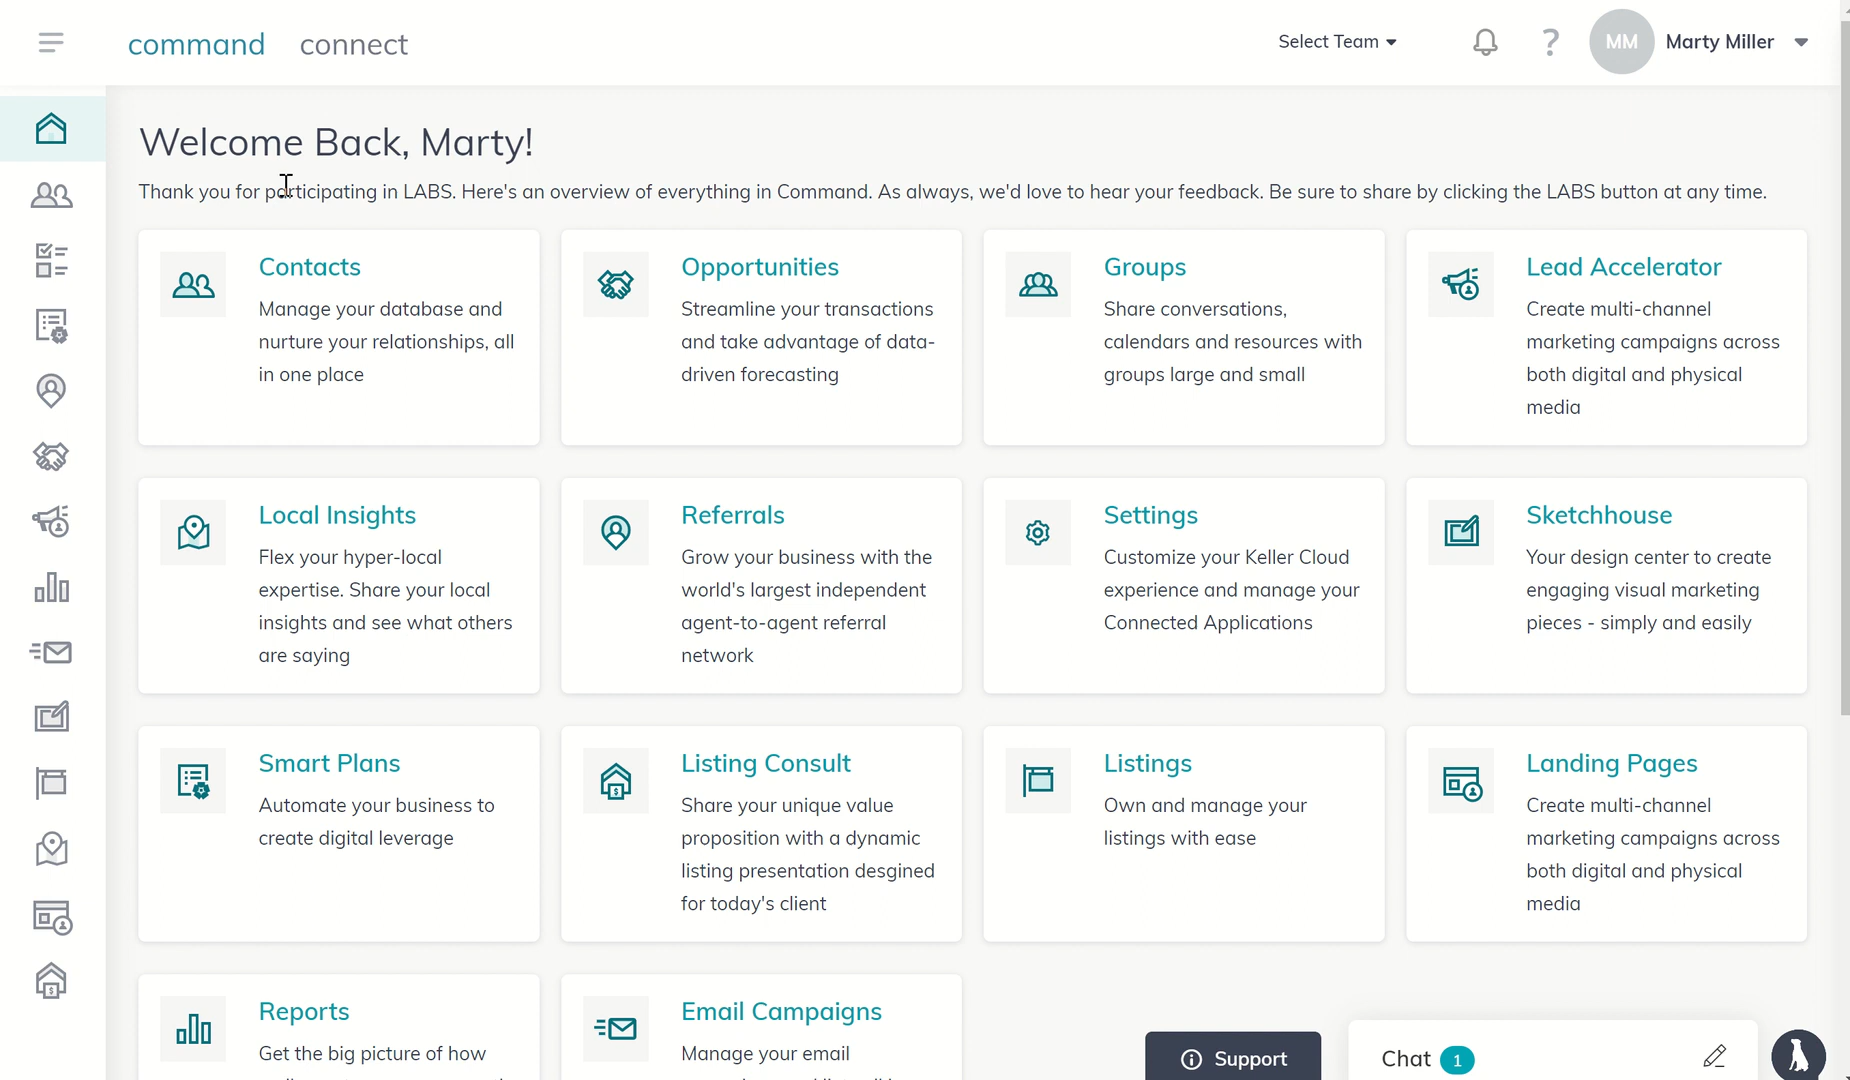 command connect
Select Team
? MM Marty Miller
Welcome Back, Marty!
Thank you for participating in LABS. Here's an overview of everything in Command. As always, we'd love to hear your feedback. Be sure to share by clicking the LABS button at any time.
Contacts
Manage your database and
nurture your relationships, all
in one place
Opportunities
Streamline your transactions
and take advantage of data-
driven forecasting
Groups
Share conversations,
calendars and resources with
groups large and small
Lead Accelerator
Create multi-channel
marketing campaigns across
both digital and physical
media
Local Insights
Flex your hyper-local
expertise. Share your local
insights and see what others
are saying
Referrals
Grow your business with the
world's largest independent
agent-to-agent referral
network
Settings
Customize your Keller Cloud
experience and manage your
Connected Applications
Sketchhouse
Your design center to create
engaging visual marketing
pieces - simply and easily
Smart Plans
Automate your business to
create digital leverage
Listing Consult
Share your unique value
proposition with a dynamic
listing presentation desgined
for today's client
Listings
Own and manage your
listings with ease
Landing Pages
Create multi-channel
marketing campaigns across
both digital and physical
media
Reports
Get the big picture of how
Email Campaigns
Manage your email
Support
Chat 1